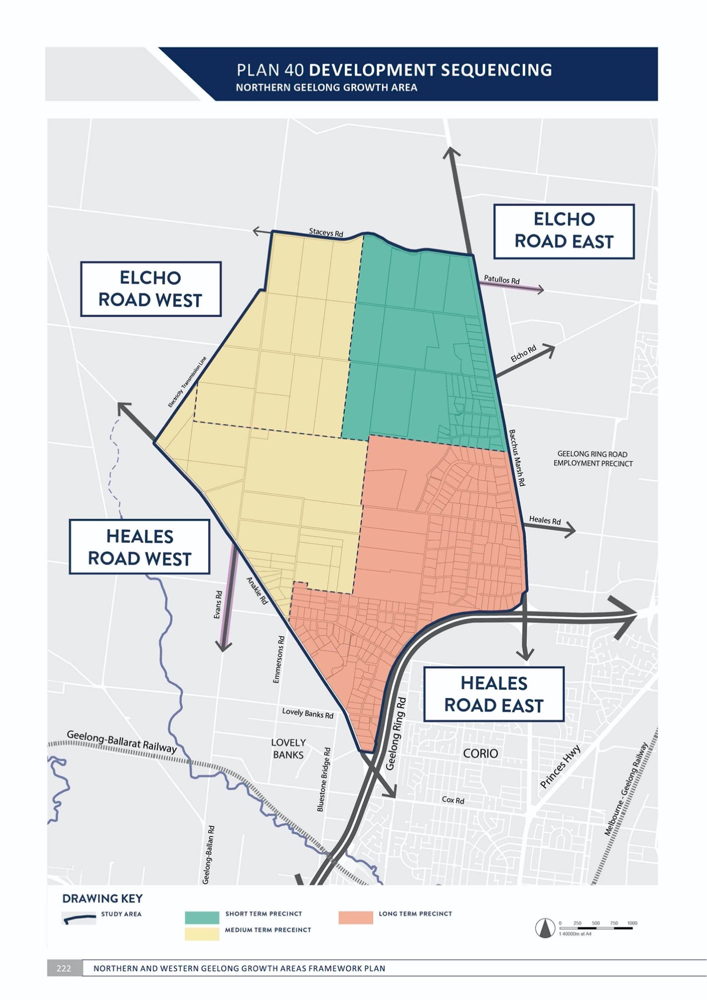 PLAN 40 DEVELOPMENT SEQUENCING
NORTHERN GEELONG GROWTH AREA
ELCHO
ROAD EAST
Staceys Rd
ELCHO
ROAD WEST
Patullos Rd
Elcho Rd
Electricity Transmission Line
Bacchus Marsh Rd
GEELONG RING ROAD
EMPLOYMENT PRECINCT
Heales Rd
HEALES
ROAD WEST
Anakie Rd
Evans Rd
Emmersons Rd
HEALES
ROAD EAST
Lovely Banks Rd
Geelong Ring Rd
Geelong-Ballarat Railway
LOVELY
BANKS
CORIO
Princes Hwy
Bluestone Bridge Rd
Melbourne - Geelong Railway
Cox Rd
Geelong-Ballan Rd
DRAWING KEY
STUDY AREA
SHORT TERM PRECINCT
LONG TERM PRECINCT
MEDIUM TERM PRECEINCT
0 250 500 750 1000
1:40000m at A4
222 NORTHERN AND WESTERN GEELONG GROWTH AREAS FRAMEWORK PLAN